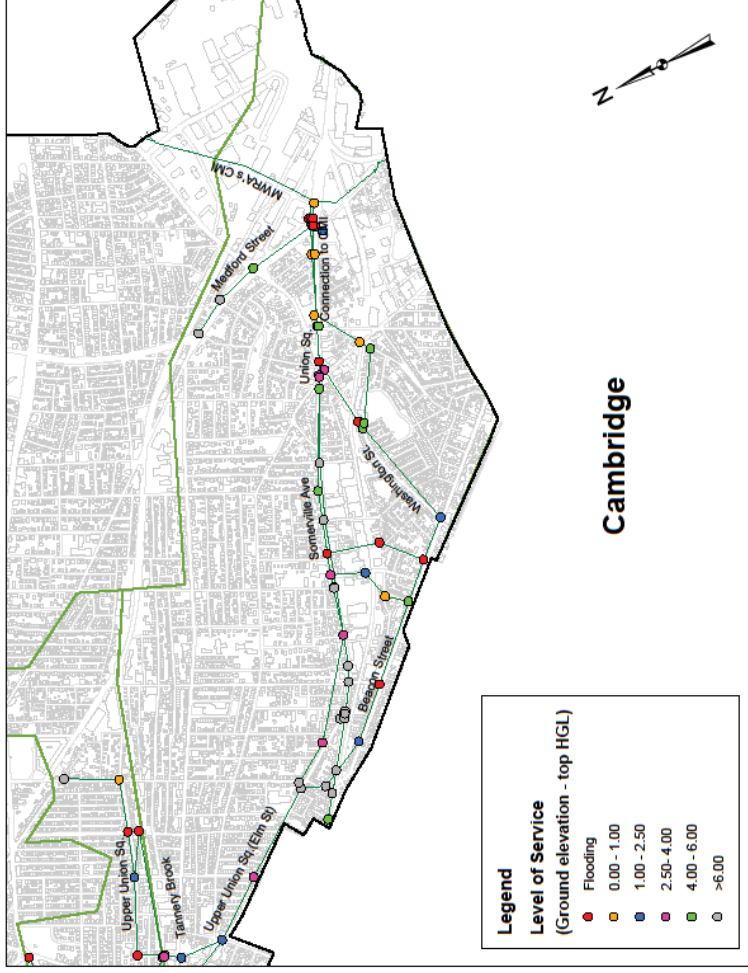 N
MWRA's CMI
Medford Street
Connection to CMI
Union Sq.
Somerville Ave
Washington St.
Beacon Street
Upper Union Sq.
Tannery Brook
Upper Union Sq.(Elm St)
Cambridge
Legend
Level of Service
(Ground elevation - top HGL)
Flooding
0.00 - 1.00
1.00 - 2.50
2.50- 4.00
4.00 - 6.00
>6.00